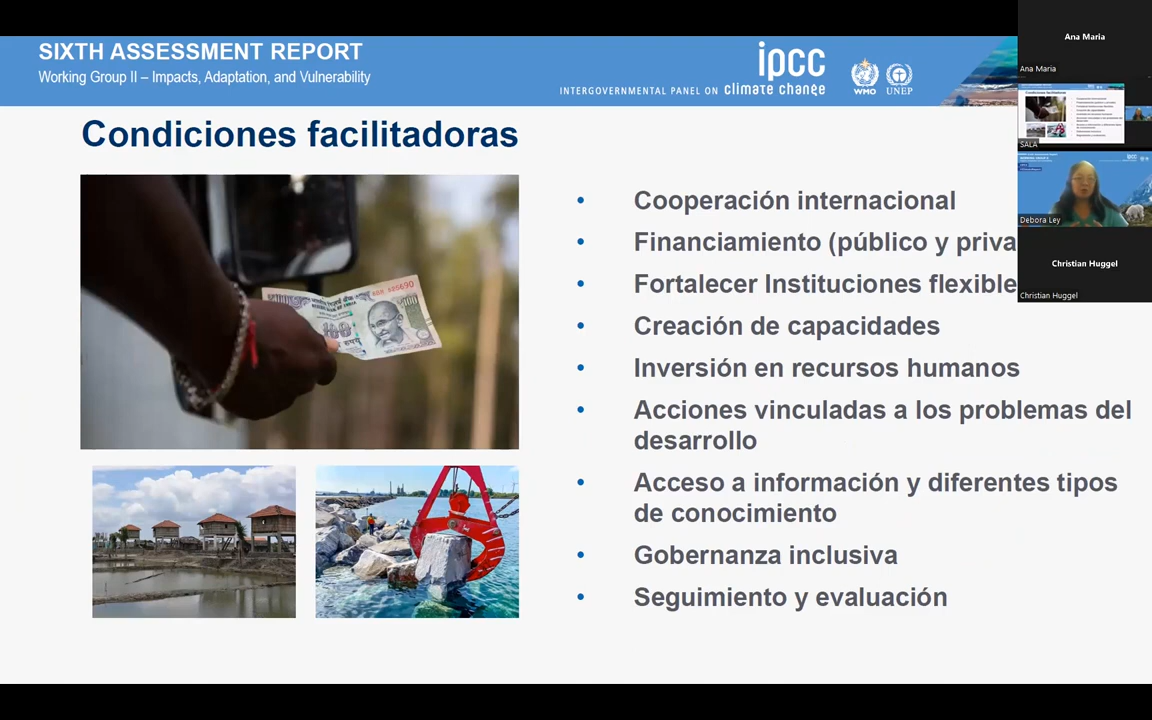 SIXTH ASSESSMENT REPORT
Working Group II – Impacts, Adaptation, and Vulnerability
ipcc
INTERGOVERNMENTAL PANEL ON climate change
WMO
UNEP
Ana Maria
Ana Maria
SALA
Debora Ley
Christian Huggel
Christian Huggel
Condiciones facilitadoras
• Cooperación internacional
• Financiamiento (público y priva
• Fortalecer Instituciones flexible
• Creación de capacidades
• Inversión en recursos humanos
• Acciones vinculadas a los problemas del
desarrollo
• Acceso a información y diferentes tipos
de conocimiento
• Gobernanza inclusiva
• Seguimiento y evaluación
100